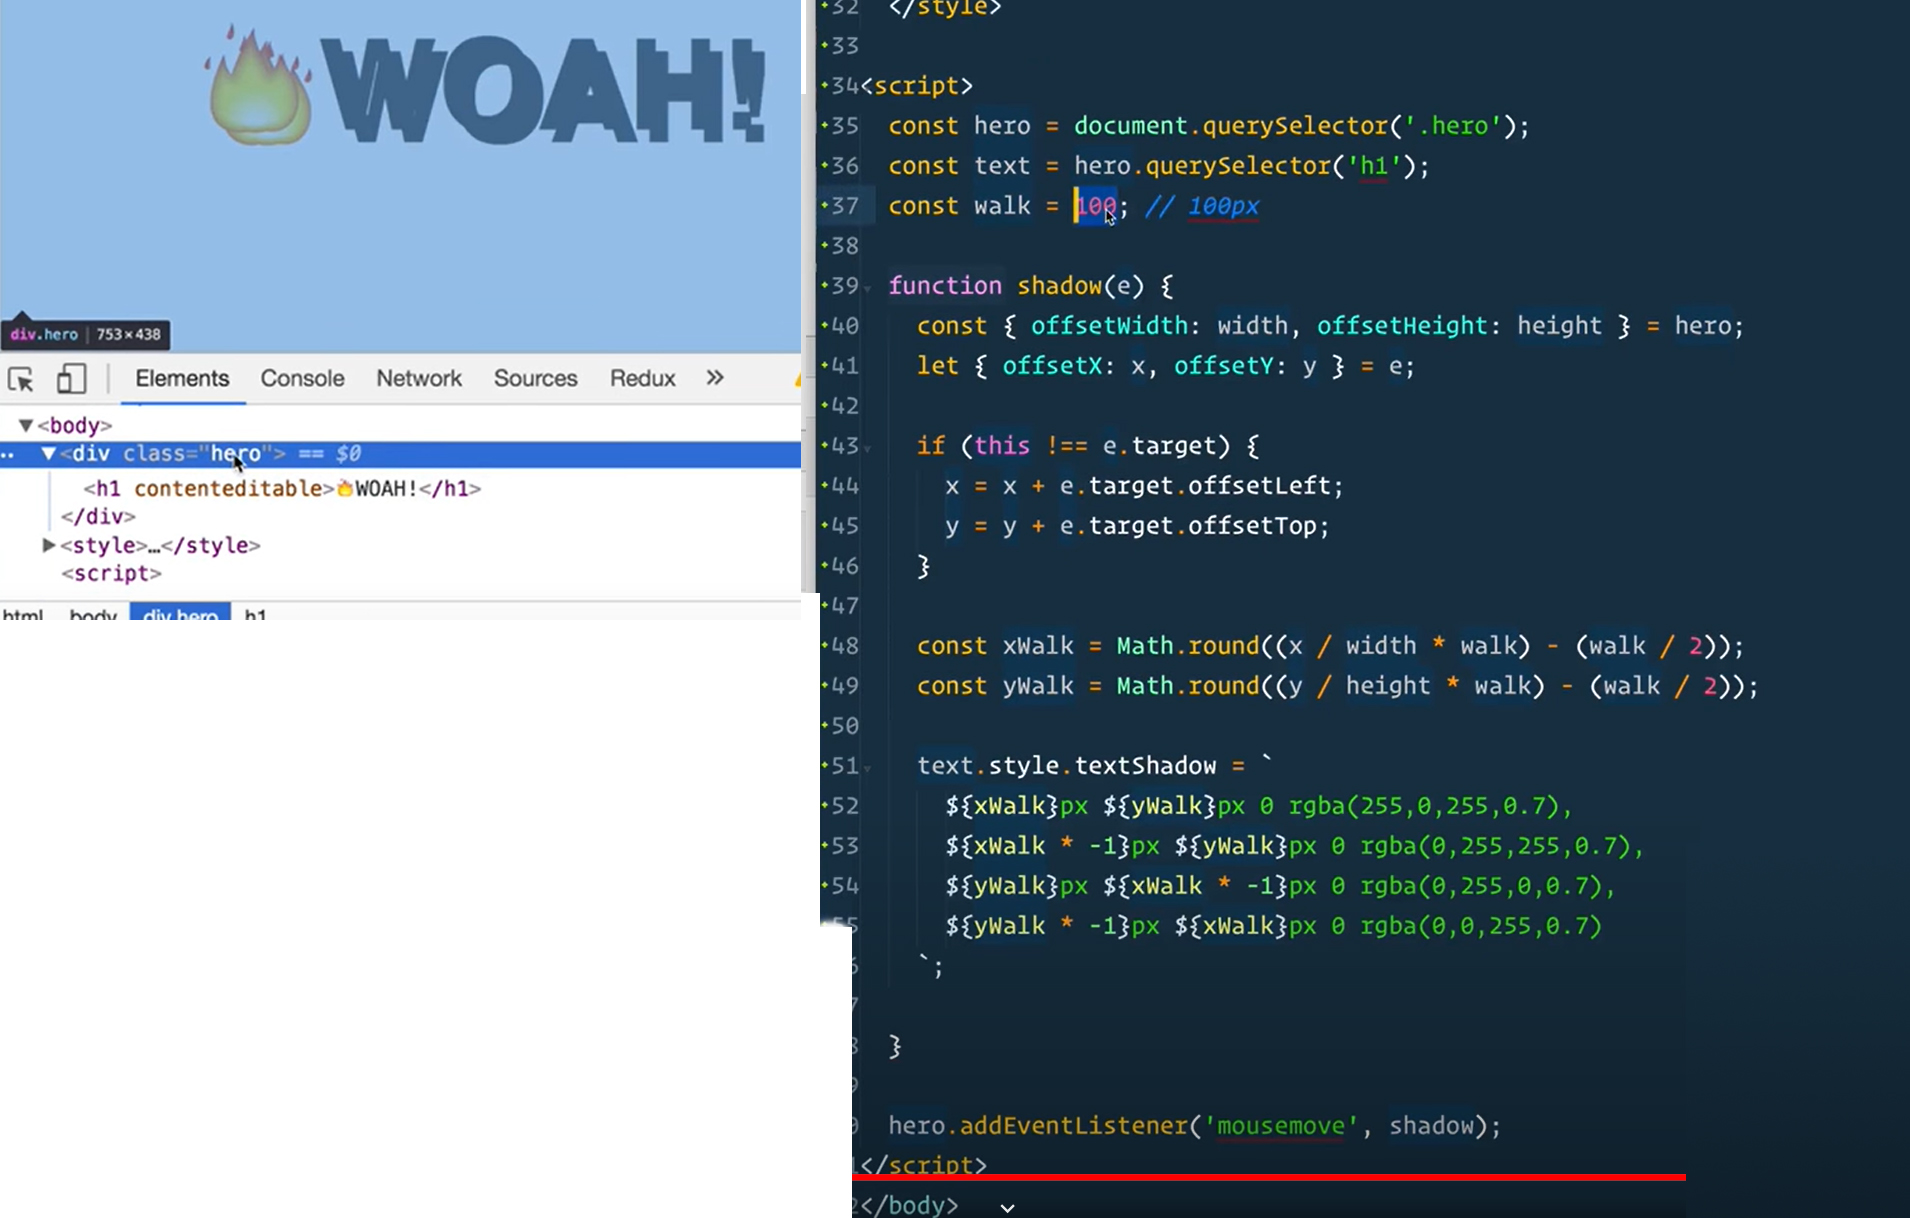 🔥WOAH!
div.hero | 753×438
Elements Console Network Sources Redux »
▼<body>
▼<div class="hero"> == $0
<h1 contenteditable>🔥WOAH!</h1>
</div>
▶<style>…</style>
<script>
html body div.hero h1
32 </style>
33
34 <script>
35 const hero = document.querySelector('.hero');
36 const text = hero.querySelector('h1');
37 const walk = 100; // 100px
38
39 function shadow(e) {
40 const { offsetWidth: width, offsetHeight: height } = hero;
41 let { offsetX: x, offsetY: y } = e;
42
43 if (this !== e.target) {
44 x = x + e.target.offsetLeft;
45 y = y + e.target.offsetTop;
46 }
47
48 const xWalk = Math.round((x / width * walk) - (walk / 2));
49 const yWalk = Math.round((y / height * walk) - (walk / 2));
50
51 text.style.textShadow = `
52 ${xWalk}px ${yWalk}px 0 rgba(255,0,255,0.7),
53 ${xWalk * -1}px ${yWalk}px 0 rgba(0,255,255,0.7),
54 ${yWalk}px ${xWalk * -1}px 0 rgba(0,255,0,0.7),
55 ${yWalk * -1}px ${xWalk}px 0 rgba(0,0,255,0.7)
`;
}
hero.addEventListener('mousemove', shadow);
</script>
</body>